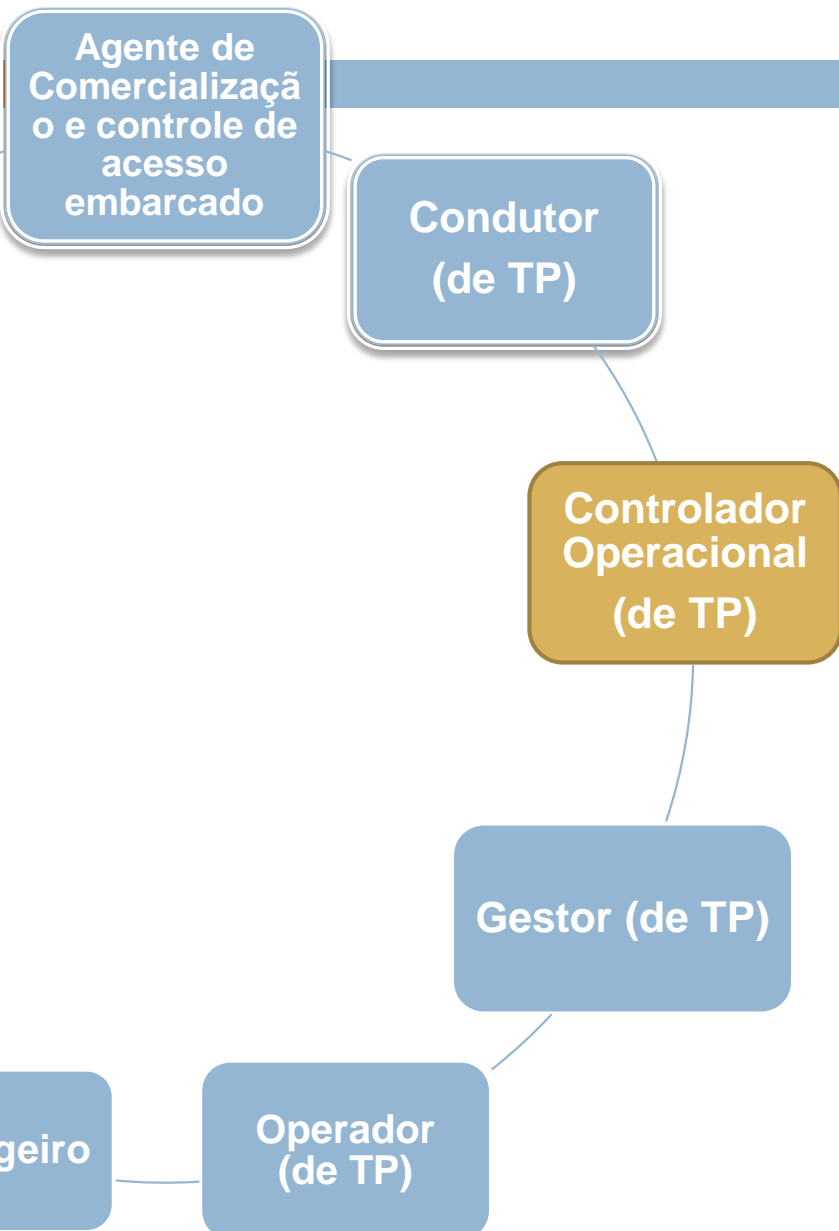 Agente de
Comercializaçã
o e controle de
acesso
embarcado
Condutor
(de TP)
Controlador
Operacional
(de TP)
Gestor (de TP)
Operador
(de TP)
geiro